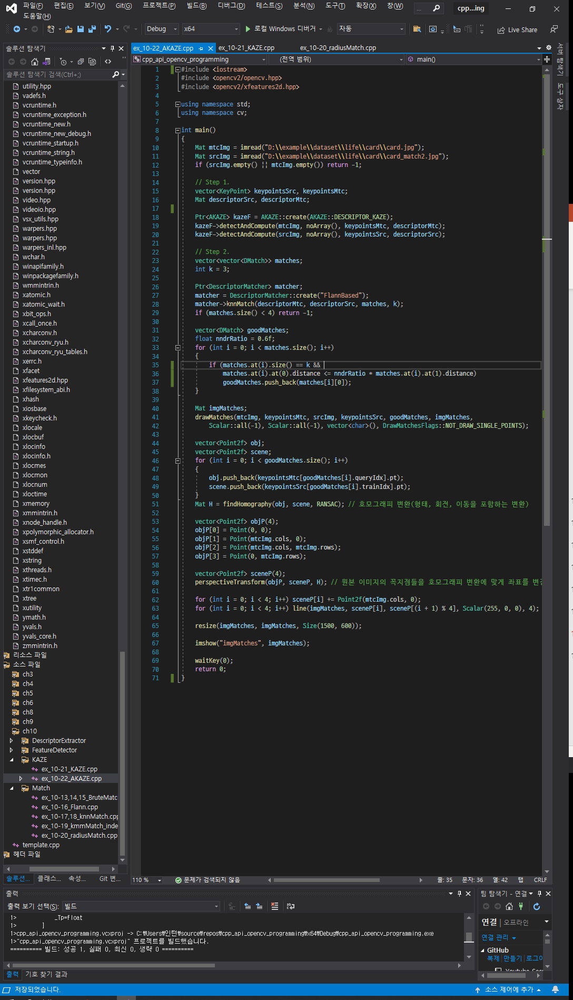 파일(F) 편집(E) 보기(V) Git(G) 프로젝트(P) 빌드(B) 디버그(D) 테스트(S) 분석(N) 도구(T) 확장(X) 창(W)
도움말(H)
... cpp...ing
Debug x64 로컬 Windows 디버거 자동 Live Share
솔루션 탐색기
솔루션 탐색기 검색(Ctrl+;)
utility.hpp
vadefs.h
vcruntime.h
vcruntime_exception.h
vcruntime_new.h
vcruntime_new_debug.h
vcruntime_startup.h
vcruntime_string.h
vcruntime_typeinfo.h
vector
version.hpp
version.hpp
video.hpp
videoio.hpp
vsx_utils.hpp
warpers.hpp
warpers.hpp
warpers_inl.hpp
wchar.h
winapifamily.h
winpackagefamily.h
wmmintrin.h
xatomic.h
xatomic_wait.h
xbit_ops.h
xcall_once.h
xcharconv.h
xcharconv_ryu.h
xcharconv_ryu_tables.h
xerrc.h
xfacet
xfeatures2d.hpp
xfilesystem_abi.h
xhash
xiosbase
xkeycheck.h
xlocale
xlocbuf
xlocinfo
xlocinfo.h
xlocmes
xlocmon
xlocnum
xloctime
xmemory
xmmintrin.h
xnode_handle.h
xpolymorphic_allocator.h
xsmf_control.h
xstddef
xstring
xthreads.h
xtimec.h
xtr1common
xtree
xutility
ymath.h
yvals.h
yvals_core.h
zmmintrin.h
리소스 파일
소스 파일
ch3
ch4
ch5
ch6
ch8
ch9
ch10
DescriptorExtractor
FeatureDetector
KAZE
ex_10-21_KAZE.cpp
ex_10-22_AKAZE.cpp
Match
ex_10-13,14,15_BruteMatc
ex_10-16_Flann.cpp
ex_10-17,18_knnMatch.cpp
ex_10-19_kmmMatch_inde
ex_10-20_radiusMatch.cpp
template.cpp
헤더 파일
솔루션... 클래스... 속성... Git 변...
ex_10-22_AKAZE.cpp ex_10-21_KAZE.cpp ex_10-20_radiusMatch.cpp
cpp_api_opencv_programming (전역 범위) main()
1 #include <iostream>
2 #include <opencv2/opencv.hpp>
3 #include <opencv2/xfeatures2d.hpp>
4
5 using namespace std;
6 using namespace cv;
7
8 int main()
9 {
10 Mat mtcImg = imread("D:\\example\\dataset\\life\\card\\card.jpg");
11 Mat srcImg = imread("D:\\example\\dataset\\life\\card\\card_match2.jpg");
12 if (srcImg.empty() || mtcImg.empty()) return -1;
13
14 // Step 1.
15 vector<KeyPoint> keypointsSrc, keypointsMtc;
16 Mat descriptorSrc, descriptorMtc;
17
18 Ptr<AKAZE> kazeF = AKAZE::create(AKAZE::DESCRIPTOR_KAZE);
19 kazeF->detectAndCompute(mtcImg, noArray(), keypointsMtc, descriptorMtc);
20 kazeF->detectAndCompute(srcImg, noArray(), keypointsSrc, descriptorSrc);
21
22 // Step 2.
23 vector<vector<DMatch>> matches;
24 int k = 3;
25
26 Ptr<DescriptorMatcher> matcher;
27 matcher = DescriptorMatcher::create("FlannBased");
28 matcher->knnMatch(descriptorMtc, descriptorSrc, matches, k);
29 if (matches.size() < 4) return -1;
30
31 vector<DMatch> goodMatches;
32 float nndrRatio = 0.6f;
33 for (int i = 0; i < matches.size(); i++)
34 {
35 if (matches.at(i).size() == k &&
36 matches.at(i).at(0).distance <= nndrRatio * matches.at(i).at(1).distance)
37 goodMatches.push_back(matches[i][0]);
38 }
39
40 Mat imgMatches;
41 drawMatches(mtcImg, keypointsMtc, srcImg, keypointsSrc, goodMatches, imgMatches,
42 Scalar::all(-1), Scalar::all(-1), vector<char>(), DrawMatchesFlags::NOT_DRAW_SINGLE_POINTS);
43
44 vector<Point2f> obj;
45 vector<Point2f> scene;
46 for (int i = 0; i < goodMatches.size(); i++)
47 {
48 obj.push_back(keypointsMtc[goodMatches[i].queryIdx].pt);
49 scene.push_back(keypointsSrc[goodMatches[i].trainIdx].pt);
50 }
51 Mat H = findHomography(obj, scene, RANSAC); // 호모그래피 변환(형태, 회견, 이동을 포함하는 변환)
52
53 vector<Point2f> objP(4);
54 objP[0] = Point(0, 0);
55 objP[1] = Point(mtcImg.cols, 0);
56 objP[2] = Point(mtcImg.cols, mtcImg.rows);
57 objP[3] = Point(0, mtcImg.rows);
58
59 vector<Point2f> sceneP(4);
60 perspectiveTransform(objP, sceneP, H); // 원본 이미지의 꼭지점들을 호모그래피 변환에 맞게 좌표를 변경
61
62 for (int i = 0; i < 4; i++) sceneP[i] += Point2f(mtcImg.cols, 0);
63 for (int i = 0; i < 4; i++) line(imgMatches, sceneP[i], sceneP[(i + 1) % 4], Scalar(255, 0, 0), 4);
64
65 resize(imgMatches, imgMatches, Size(1500, 600));
66
67 imshow("imgMatches", imgMatches);
68
69 waitKey(0);
70 return 0;
71 }
110 % 문제가 검색되지 않음 줄: 35 문자: 36 열: 42 탭 CRLF
서버 탐색기
도구 상자
출력
출력 보기 선택(S): 빌드
1> _Tp=float
1> ]
1>cpp_api_opencv_programming.vcxproj -> C:₩Users₩인턴₩source₩repos₩cpp_api_opencv_programming₩x64₩Debug₩cpp_api_opencv_programming.exe
1>"cpp_api_opencv_programming.vcxproj" 프로젝트를 빌드했습니다.
========== 빌드: 성공 1, 실패 0, 최신 0, 생략 0 ==========
출력 기호 찾기 결과
팀 탐색기 - 연결
연결 | 오프라인
연결 관리
GitHub
복제 | 만들기 | 로그아
저장되었습니다. 소스 제어에 추가